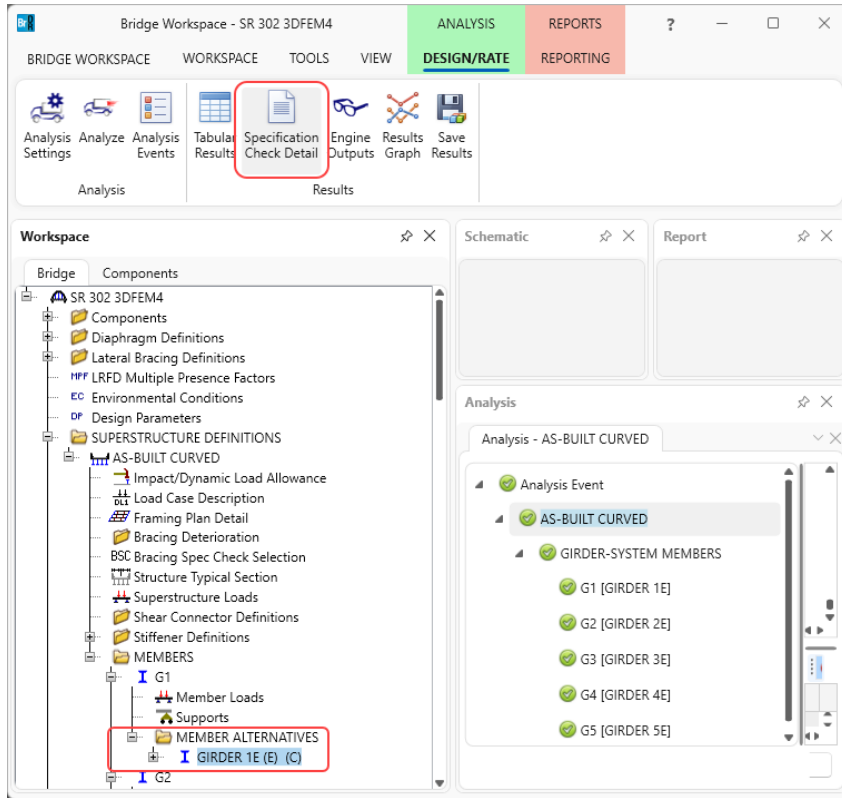 Br Bridge Workspace - SR 302 3DFEM4 ANALYSIS REPORTS ?
BRIDGE WORKSPACE WORKSPACE TOOLS VIEW DESIGN/RATE REPORTING
Analysis Settings
Analyze
Analysis Events
Tabular Results
Specification Check Detail
Engine Outputs
Results Graph
Save Results
Analysis Results
Workspace
Bridge Components
SR 302 3DFEM4
Components
Diaphragm Definitions
Lateral Bracing Definitions
MPF LRFD Multiple Presence Factors
EC Environmental Conditions
DP Design Parameters
SUPERSTRUCTURE DEFINITIONS
AS-BUILT CURVED
Impact/Dynamic Load Allowance
DL1 Load Case Description
Framing Plan Detail
Bracing Deterioration
BSC Bracing Spec Check Selection
Structure Typical Section
Superstructure Loads
Shear Connector Definitions
Stiffener Definitions
MEMBERS
G1
Member Loads
Supports
MEMBER ALTERNATIVES
GIRDER 1E (E) (C)
G2
Schematic
Report
Analysis
Analysis - AS-BUILT CURVED
Analysis Event
AS-BUILT CURVED
GIRDER-SYSTEM MEMBERS
G1 [GIRDER 1E]
G2 [GIRDER 2E]
G3 [GIRDER 3E]
G4 [GIRDER 4E]
G5 [GIRDER 5E]